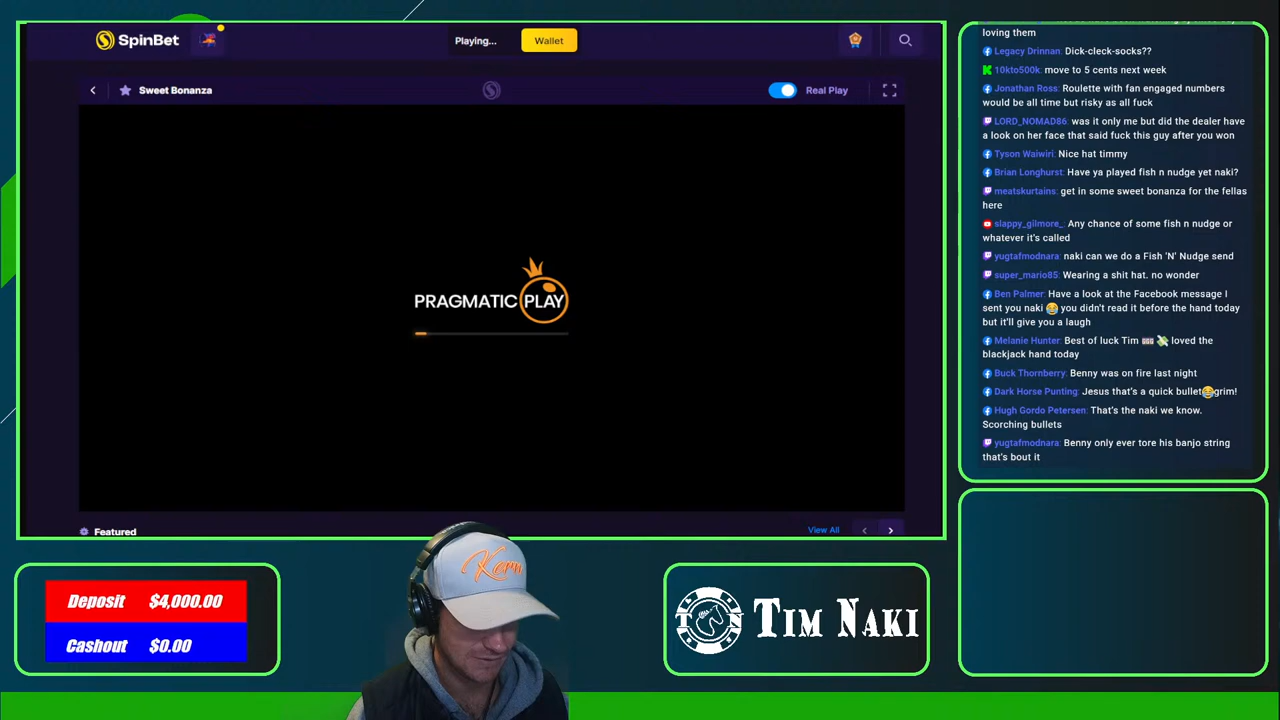 SpinBet
Playing...
Wallet
Sweet Bonanza
Real Play
PRAGMATIC PLAY
Featured
View All
loving them
Legacy Drinnan: Dick-cleck-socks??
10kto500k: move to 5 cents next week
Jonathan Ross: Roulette with fan engaged numbers
would be all time but risky as all fuck
LORD_NOMAD86: was it only me but did the dealer have
a look on her face that said fuck this guy after you won
Tyson Waiwiri: Nice hat timmy
Brian Longhurst: Have ya played fish n nudge yet naki?
meatskurtains: get in some sweet bonanza for the fellas
here
slappy_gilmore_: Any chance of some fish n nudge or
whatever it's called
yugtafmodnara: naki can we do a Fish 'N' Nudge send
super_mario85: Wearing a shit hat. no wonder
Ben Palmer: Have a look at the Facebook message I
sent you naki 😂 you didn't read it before the hand today
but it'll give you a laugh
Melanie Hunter: Best of luck Tim 🎰 💸 loved the
blackjack hand today
Buck Thornberry: Benny was on fire last night
Dark Horse Punting: Jesus that's a quick bullet😂grim!
Hugh Gordo Petersen: That's the naki we know.
Scorching bullets
yugtafmodnara: Benny only ever tore his banjo string
that's bout it
Deposit $4,000.00
Cashout $0.00
Karm
TIM NAKI